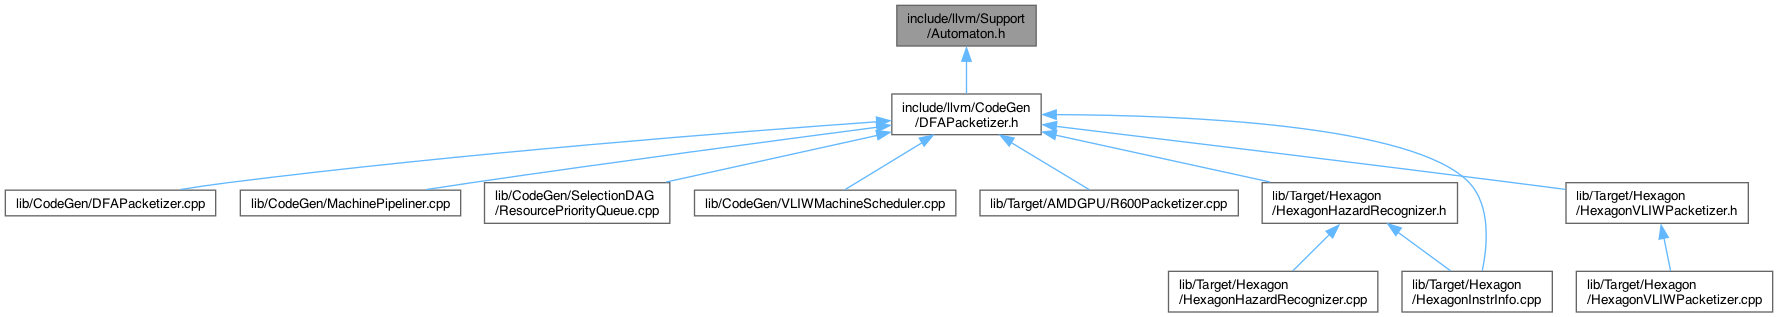 include/llvm/Support
/Automaton.h
include/llvm/CodeGen
/DFAPacketizer.h
lib/CodeGen/DFAPacketizer.cpp
lib/CodeGen/MachinePipeliner.cpp
lib/CodeGen/SelectionDAG
/ResourcePriorityQueue.cpp
lib/CodeGen/VLIWMachineScheduler.cpp
lib/Target/AMDGPU/R600Packetizer.cpp
lib/Target/Hexagon
/HexagonHazardRecognizer.h
lib/Target/Hexagon
/HexagonVLIWPacketizer.h
lib/Target/Hexagon
/HexagonHazardRecognizer.cpp
lib/Target/Hexagon
/HexagonInstrInfo.cpp
lib/Target/Hexagon
/HexagonVLIWPacketizer.cpp